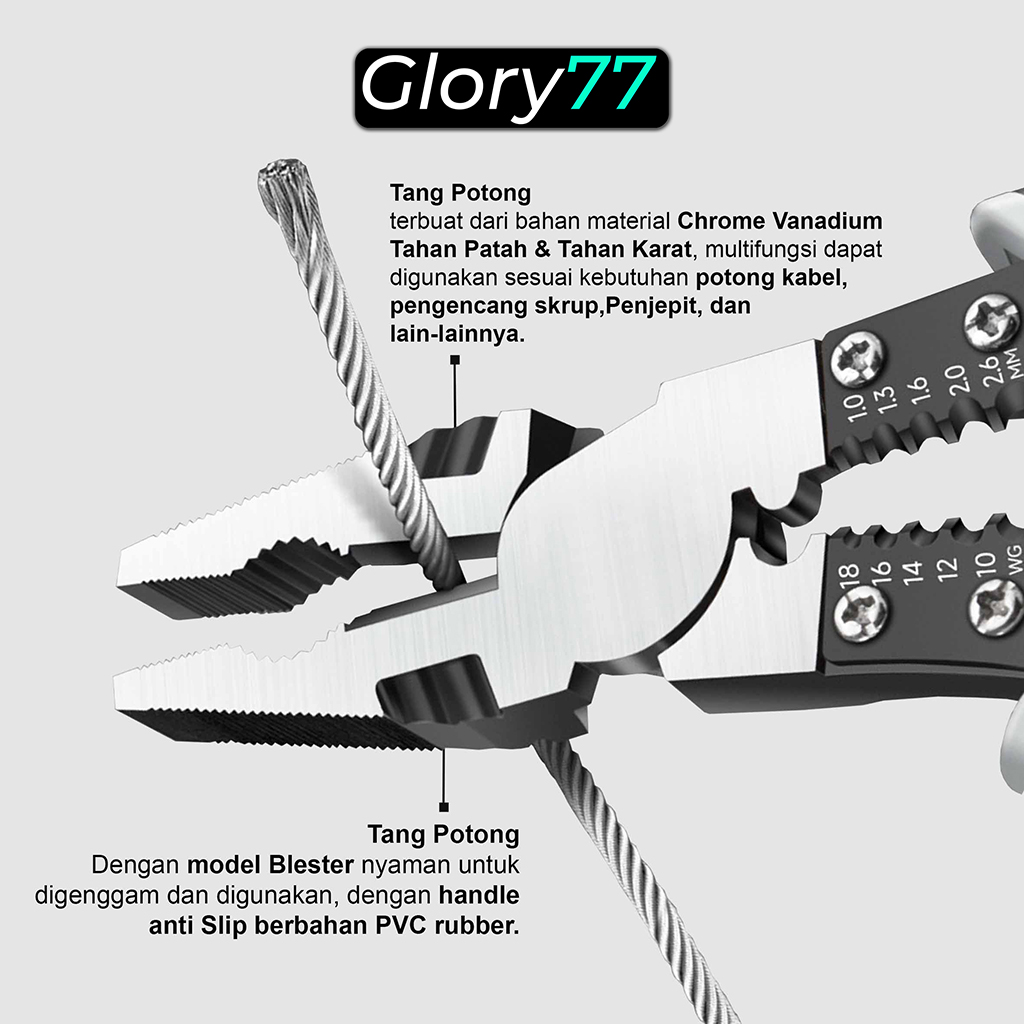 Glory77
Tang Potong
terbuat dari bahan material Chrome Vanadium
Tahan Patah & Tahan Karat, multifungsi dapat
digunakan sesuai kebutuhan potong kabel,
pengencang skrup,Penjepit, dan
lain-lainnya.
1.0 1.3 1.6 2.0 2.6 MM
18 16 14 12 10 WG
Tang Potong
Dengan model Blester nyaman untuk
digenggam dan digunakan, dengan handle
anti Slip berbahan PVC rubber.